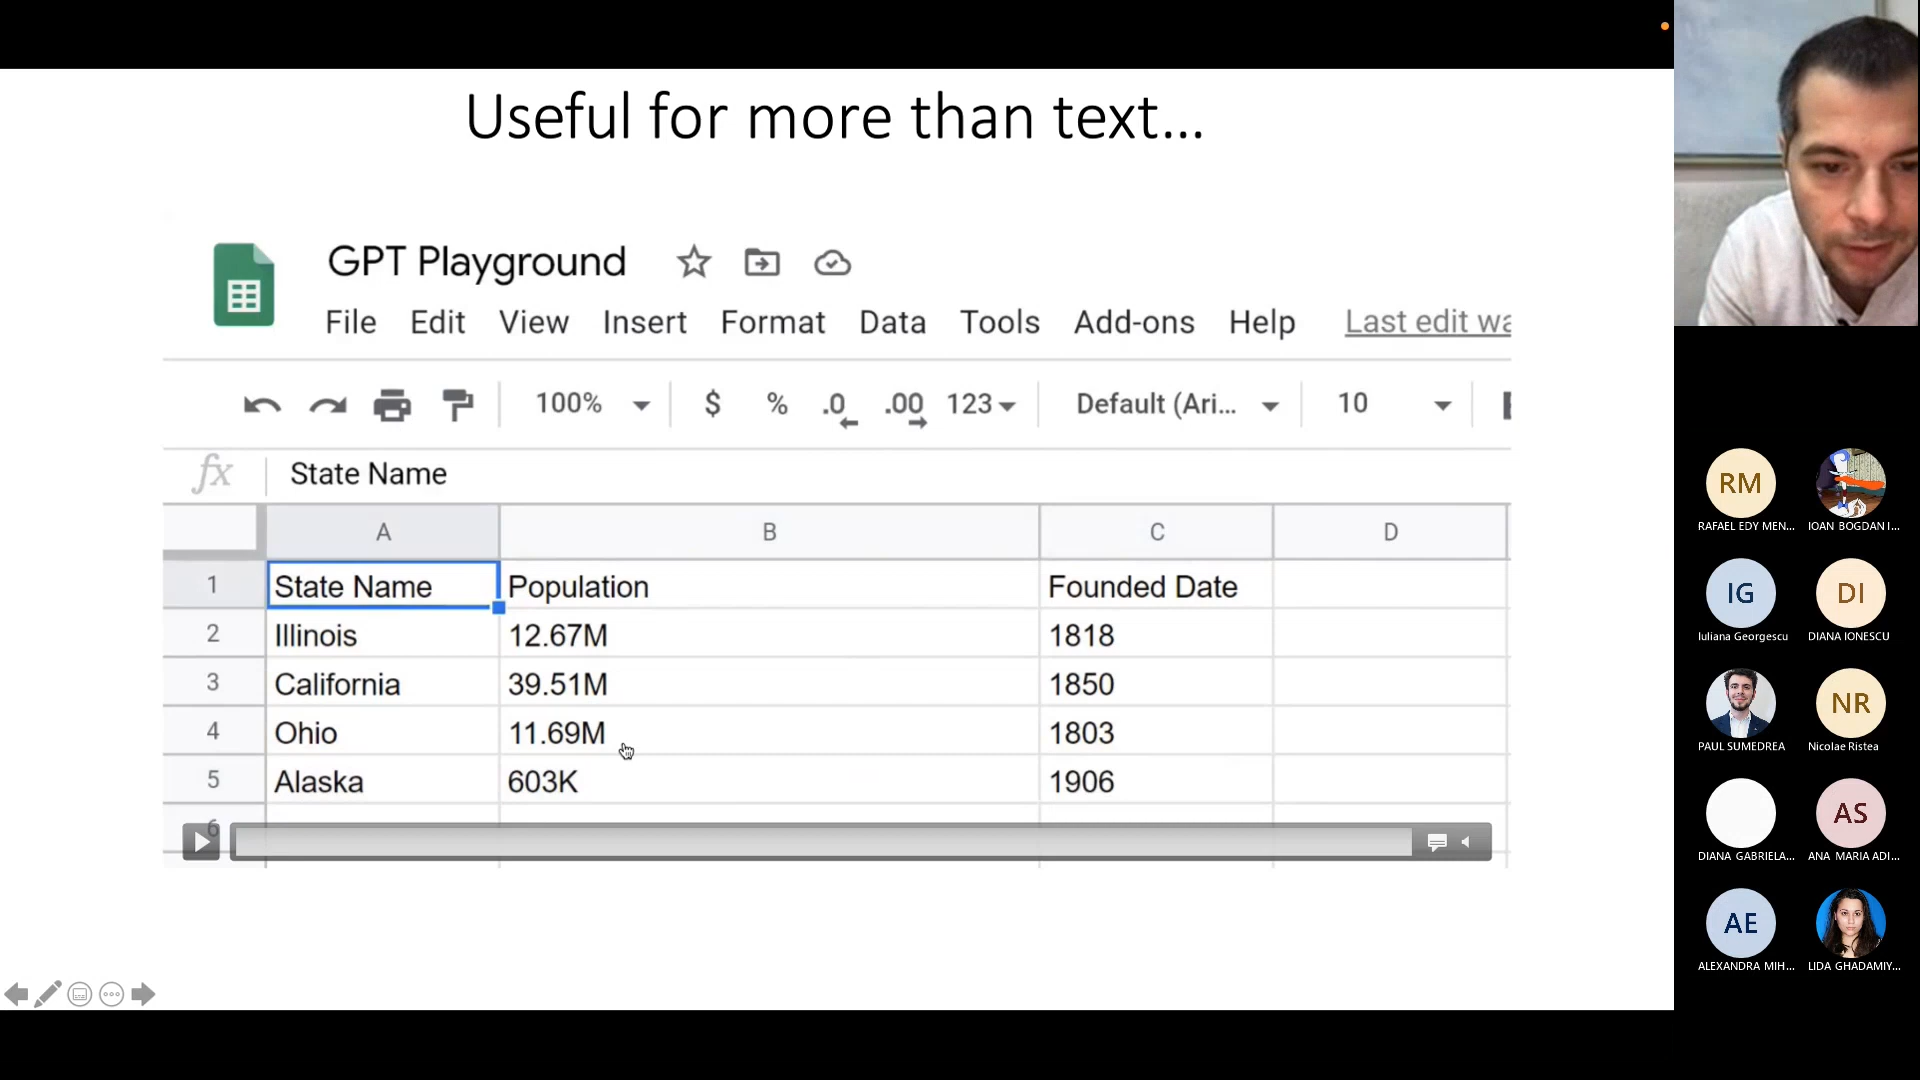 Useful for more than text...
GPT Playground
File Edit View Insert Format Data Tools Add-ons Help Last edit wa
100% $ % .0 .00 123 Default (Ari... 10
fx State Name
A B C D
1 State Name Population Founded Date
2 Illinois 12.67M 1818
3 California 39.51M 1850
4 Ohio 11.69M 1803
5 Alaska 603K 1906
6
RM
RAFAEL EDY MEN... IOAN BOGDAN I...
IG DI
Iuliana Georgescu DIANA IONESCU
NR
PAUL SUMEDREA Nicolae Ristea
AS
DIANA GABRIELA... ANA MARIA ADI...
AE
ALEXANDRA MIH... LIDA GHADAMIY...